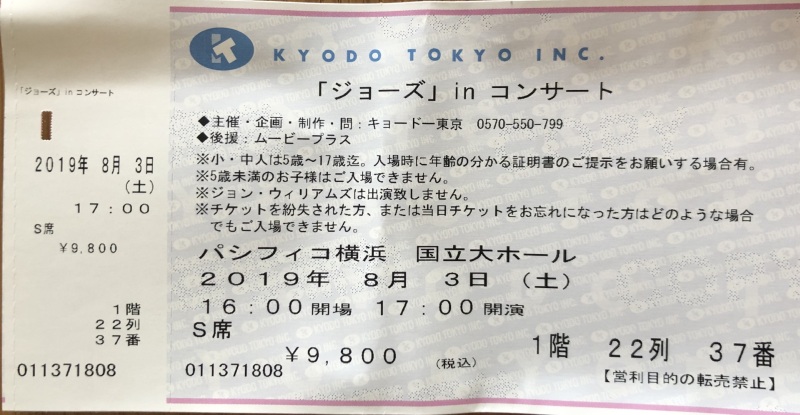 「ジョーズ」in コンサート
2019年 8月 3日
(土)
17:00
S席
￥9,800
1階
22列
37番
011371808
KYODO TOKYO INC.
「ジョーズ」in コンサート
◆主催・企画・制作・問：キョードー東京 0570-550-799
◆後援：ムービープラス
※小・中人は5歳～17歳迄。入場時に年齢の分かる証明書のご提示をお願いする場合有。
※5歳未満のお子様はご入場できません。
※ジョン・ウィリアムズは出演致しません。
※チケットを紛失された方、または当日チケットをお忘れになった方はどのような場合
でもご入場できません。
パシフィコ横浜 国立大ホール
2019年 8月 3日 (土)
16:00開場 17:00開演
S席
￥9,800 (税込) 1階 22列 37番
011371808 【営利目的の転売禁止】